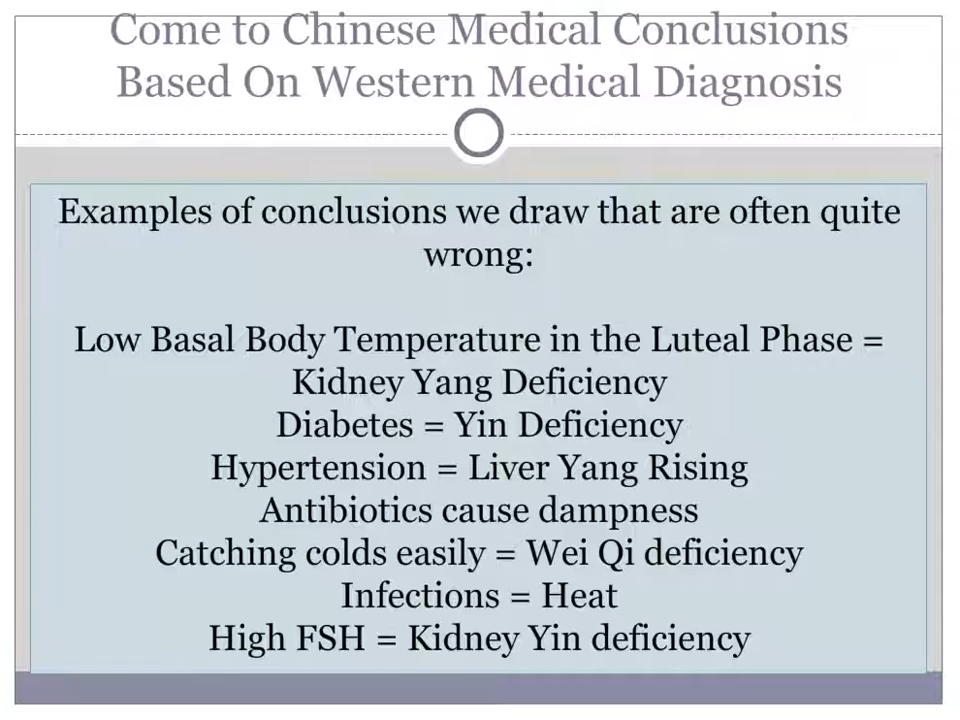 Come to Chinese Medical Conclusions
Based On Western Medical Diagnosis
Examples of conclusions we draw that are often quite
wrong:
Low Basal Body Temperature in the Luteal Phase =
Kidney Yang Deficiency
Diabetes = Yin Deficiency
Hypertension = Liver Yang Rising
Antibiotics cause dampness
Catching colds easily = Wei Qi deficiency
Infections = Heat
High FSH = Kidney Yin deficiency